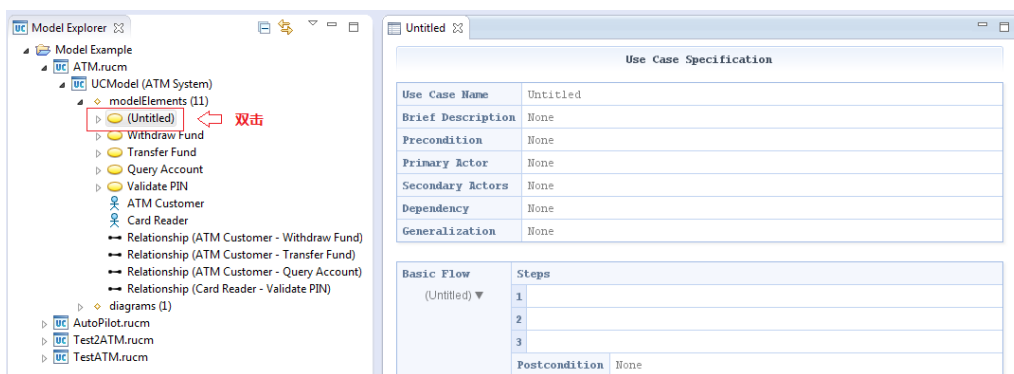 Model Explorer
Model Example
ATM.rucm
UCModel (ATM System)
modelElements (11)
(Untitled)
双击
Withdraw Fund
Transfer Fund
Query Account
Validate PIN
ATM Customer
Card Reader
Relationship (ATM Customer - Withdraw Fund)
Relationship (ATM Customer - Transfer Fund)
Relationship (ATM Customer - Query Account)
Relationship (Card Reader - Validate PIN)
diagrams (1)
AutoPilot.rucm
Test2ATM.rucm
TestATM.rucm
Untitled
Use Case Specification
Use Case Name Untitled
Brief Description None
Precondition None
Primary Actor None
Secondary Actors None
Dependency None
Generalization None
Basic Flow Steps
(Untitled) ▼ 1
2
3
Postcondition None